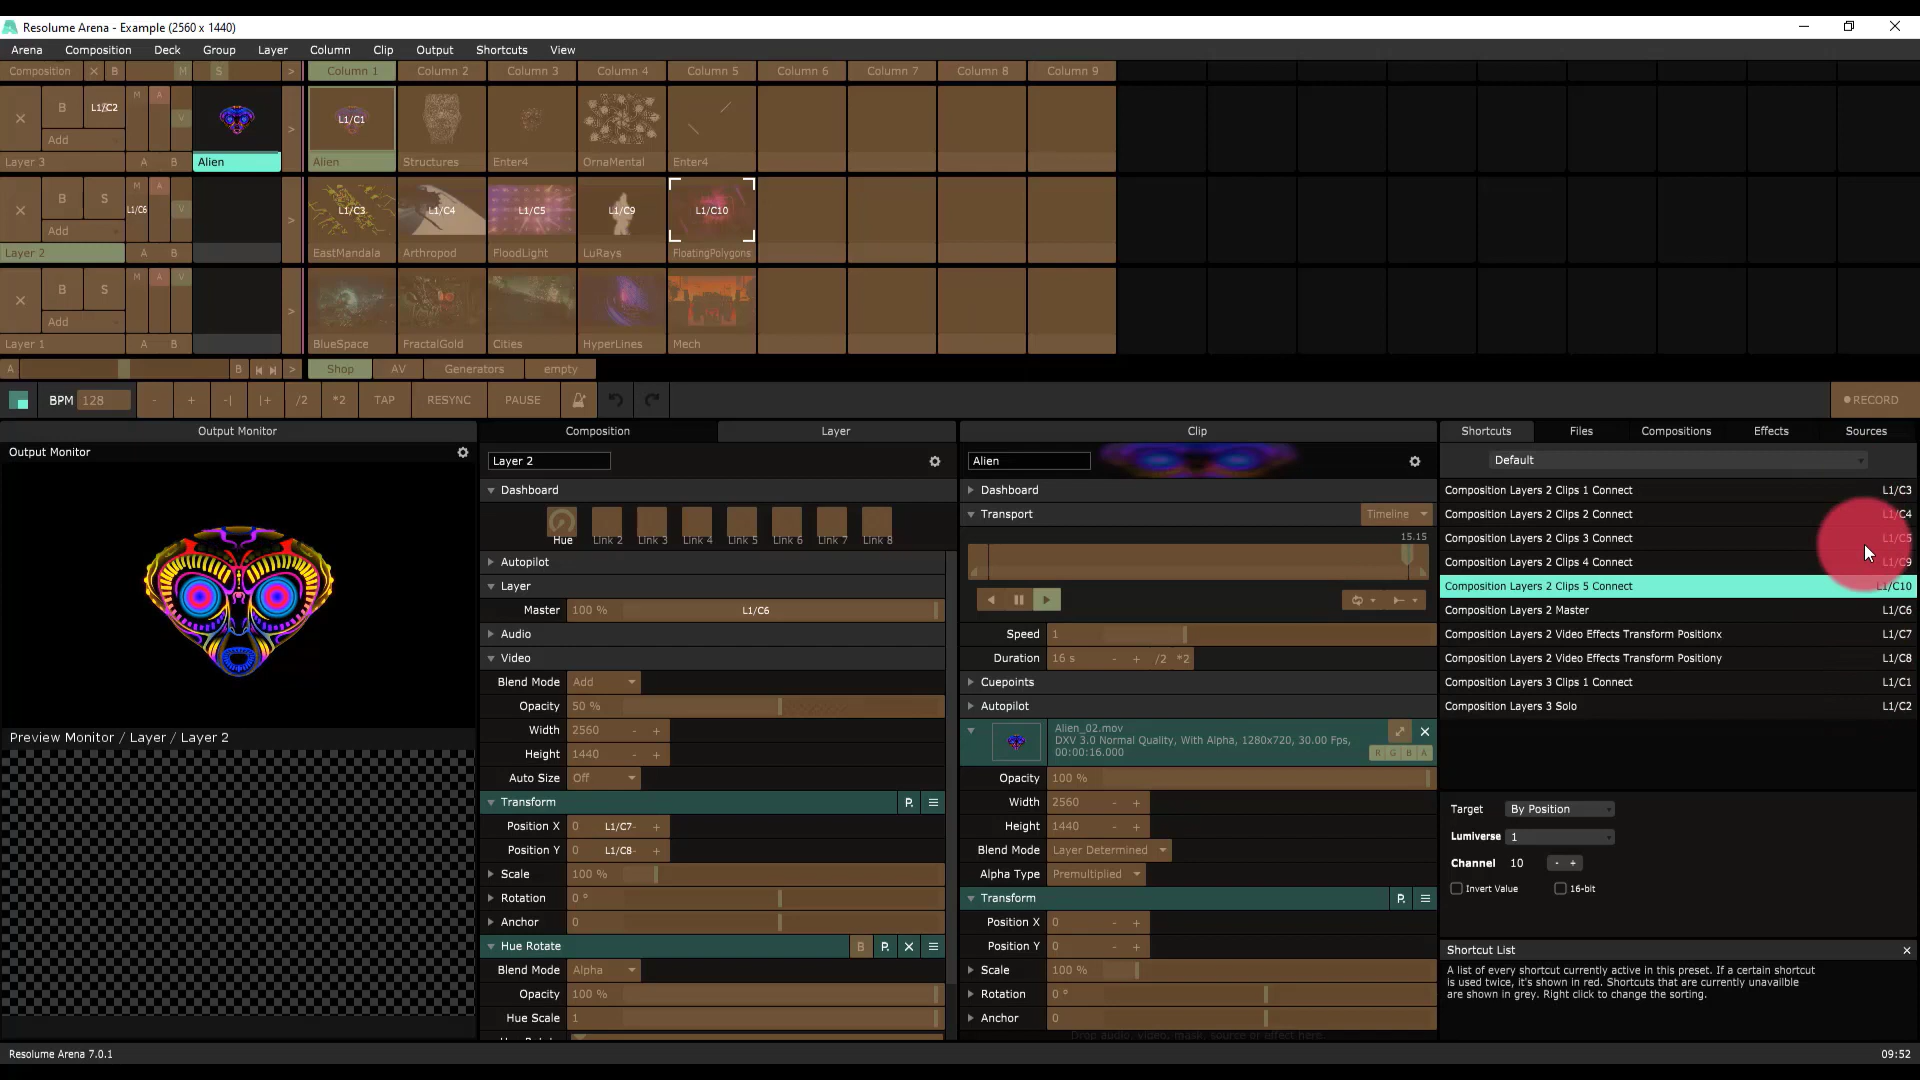 Resolume Arena - Example (2560 x 1440)
Arena Composition Deck Group Layer Column Clip Output Shortcuts View
Composition X B M S > Column 1 Column 2 Column 3 Column 4 Column 5 Column 6 Column 7 Column 8 Column 9
B L1/C2 M A V L1/C1
Add
Layer 3 A B Alien Alien Structures Enter4 OrnaMental Enter4
B S L1/C6 M A V L1/C3 L1/C4 L1/C5 L1/C9 L1/C10
Add
Layer 2 A B EastMandala Arthropod FloodLight LuRays FloatingPolygons
B S M A V
Add
Layer 1 A B BlueSpace FractalGold Cities HyperLines Mech
A B > Shop AV Generators empty
BPM 128 - + -| |+ /2 *2 TAP RESYNC PAUSE RECORD
Output Monitor Composition Layer Clip Shortcuts Files Compositions Effects Sources
Output Monitor
Preview Monitor / Layer / Layer 2
Layer 2
Dashboard
Hue Link 2 Link 3 Link 4 Link 5 Link 6 Link 7 Link 8
Autopilot
Layer
Master 100 % L1/C6
Audio
Video
Blend Mode Add
Opacity 50 %
Width 2560 - +
Height 1440 - +
Auto Size Off
Transform P.
Position X 0 L1/C7- +
Position Y 0 L1/C8- +
Scale 100 %
Rotation 0 °
Anchor 0
Hue Rotate B P. X
Blend Mode Alpha
Opacity 100 %
Hue Scale 1
Alien
Dashboard
Transport Timeline
15.15
Speed 1
Duration 16 s - + /2 *2
Cuepoints
Autopilot
Alien_02.mov
DXV 3.0 Normal Quality, With Alpha, 1280x720, 30.00 Fps,
00:00:16.000 R G B A
Opacity 100 %
Width 2560 - +
Height 1440 - +
Blend Mode Layer Determined
Alpha Type Premultiplied
Transform P.
Position X 0 - +
Position Y 0 - +
Scale 100 %
Rotation 0 °
Anchor 0
Drop audio, video, mask, source or effect here.
Default
Composition Layers 2 Clips 1 Connect L1/C3
Composition Layers 2 Clips 2 Connect L1/C4
Composition Layers 2 Clips 3 Connect L1/C5
Composition Layers 2 Clips 4 Connect L1/C9
Composition Layers 2 Clips 5 Connect L1/C10
Composition Layers 2 Master L1/C6
Composition Layers 2 Video Effects Transform Positionx L1/C7
Composition Layers 2 Video Effects Transform Positiony L1/C8
Composition Layers 3 Clips 1 Connect L1/C1
Composition Layers 3 Solo L1/C2
Target By Position
Lumiverse 1
Channel 10 - +
Invert Value 16-bit
Shortcut List
A list of every shortcut currently active in this preset. If a certain shortcut
is used twice, it's shown in red. Shortcuts that are currently unavailble
are shown in grey. Right click to change the sorting.
Resolume Arena 7.0.1 09:52